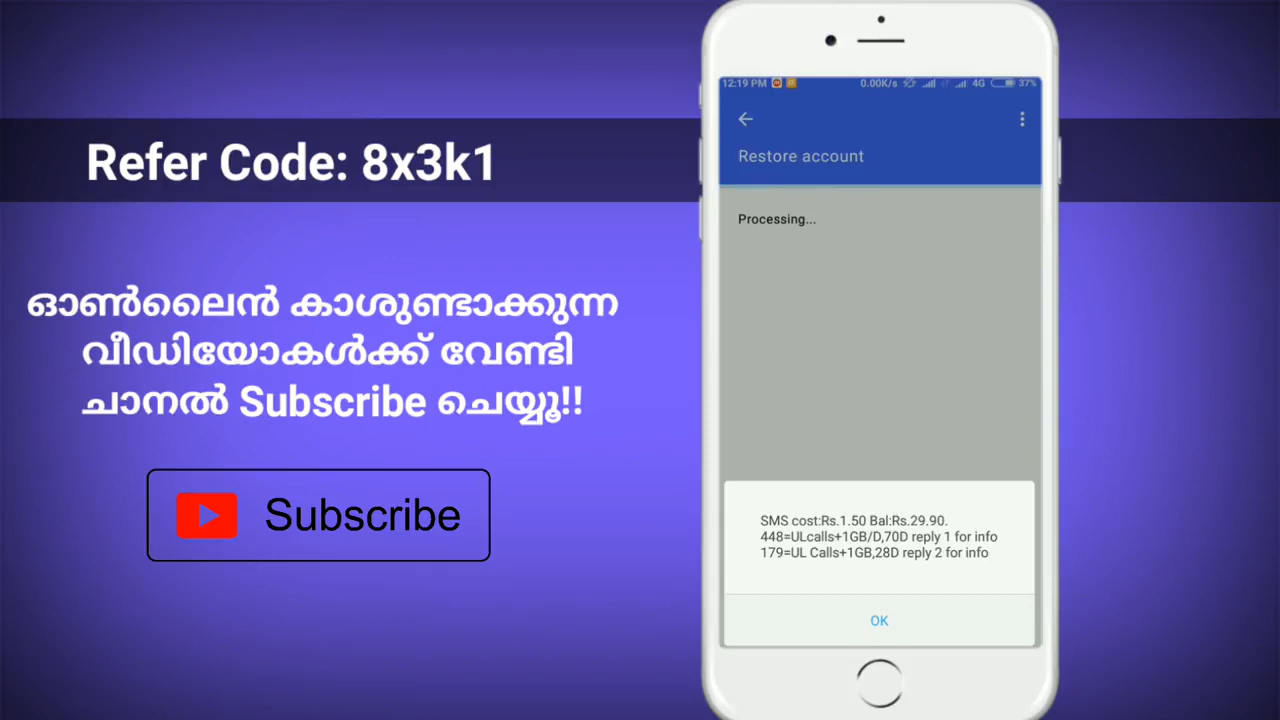 Refer Code: 8x3k1
ഓൺലൈൻ കാശുണ്ടാക്കുന്ന
വീഡിയോകൾക്ക് വേണ്ടി
ചാനൽ Subscribe ചെയ്യൂ!!
Subscribe
12:19 PM 0.00K/s 4G 37%
Restore account
Processing...
SMS cost:Rs.1.50 Bal:Rs.29.90.
448=ULcalls+1GB/D,70D reply 1 for info
179=UL Calls+1GB,28D reply 2 for info
OK